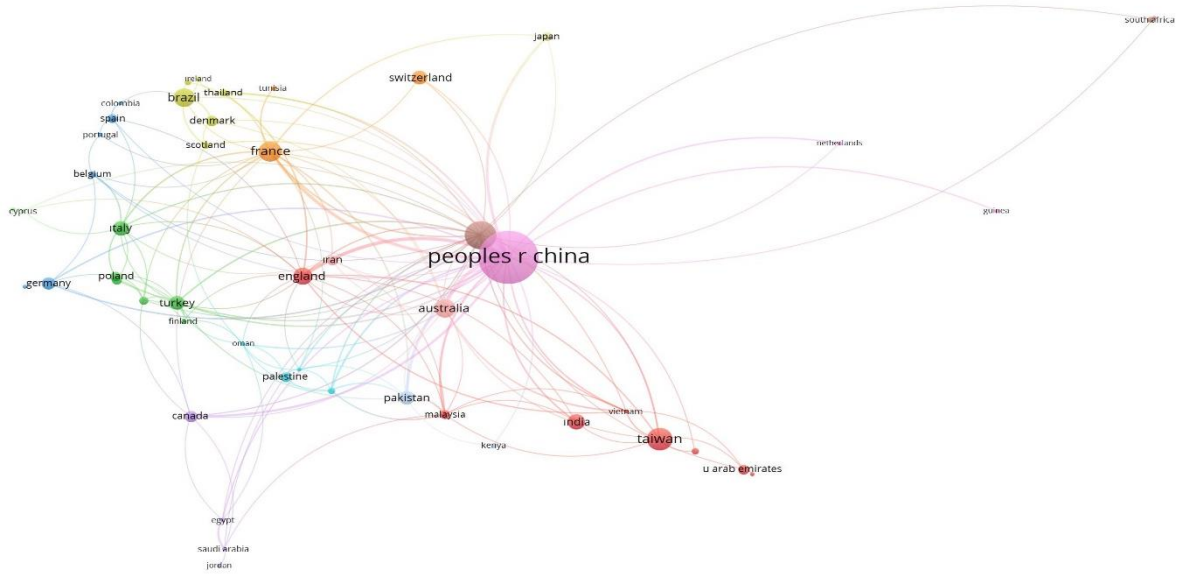 south africa
japan
switzerland
ireland
tunisia
brazil
thailand
colombia
spain
denmark
portugal
scotland
netherlands
france
belgium
cyprus
guinea
italy
peoples r china
iran
poland
england
germany
turkey
australia
finland
oman
palestine
pakistan
canada
malaysia
vietnam
india
taiwan
kenya
u arab emirates
egypt
saudi arabia
jordan